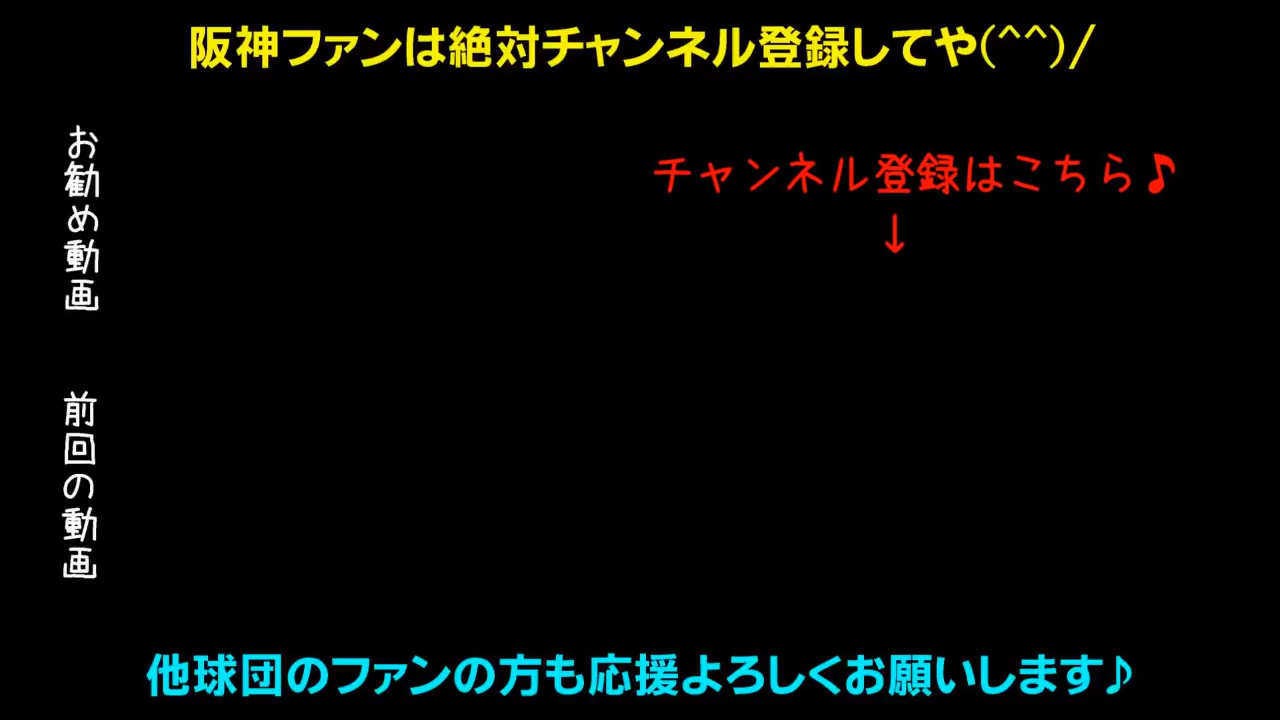 阪神ファンは絶対チャンネル登録してや(^^)/
お勧め動画
チャンネル登録はこちら♪
↓
前回の動画
他球団のファンの方も応援よろしくお願いします♪